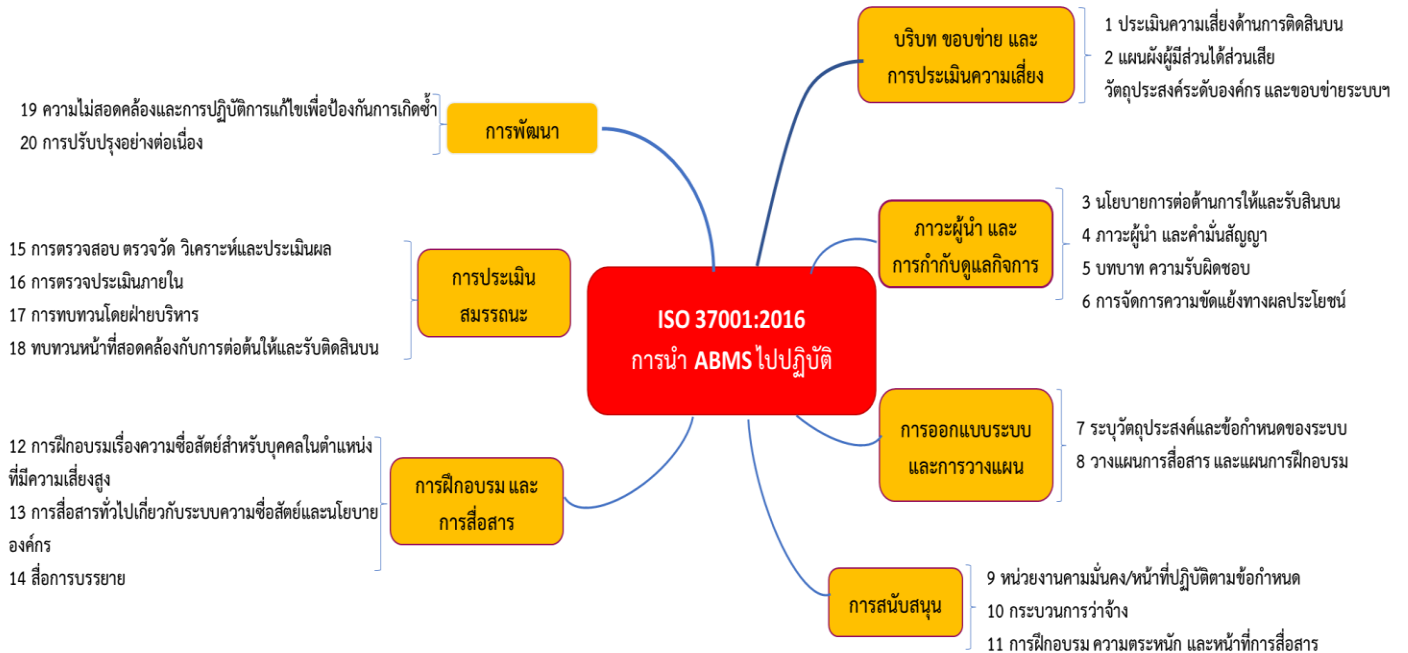 ISO 37001:2016
การนำ ABMS ไปปฏิบัติ
บริบท ขอบข่าย และ
การประเมินความเสี่ยง
1 ประเมินความเสี่ยงด้านการติดสินบน
2 แผนผังผู้มีส่วนได้ส่วนเสีย
วัตถุประสงค์ระดับองค์กร และขอบข่ายระบบฯ
ภาวะผู้นำ และ
การกำกับดูแลกิจการ
3 นโยบายการต่อต้านการให้และรับสินบน
4 ภาวะผู้นำ และคำมั่นสัญญา
5 บทบาท ความรับผิดชอบ
6 การจัดการความขัดแย้งทางผลประโยชน์
การออกแบบระบบ
และการวางแผน
7 ระบุวัตถุประสงค์และข้อกำหนดของระบบ
8 วางแผนการสื่อสาร และแผนการฝึกอบรม
การสนับสนุน
9 หน่วยงานคามมั่นคง/หน้าที่ปฏิบัติตามข้อกำหนด
10 กระบวนการว่าจ้าง
11 การฝึกอบรม ความตระหนัก และหน้าที่การสื่อสาร
การฝึกอบรม และ
การสื่อสาร
12 การฝึกอบรมเรื่องความซื่อสัตย์สำหรับบุคคลในตำแหน่ง
ที่มีความเสี่ยงสูง
13 การสื่อสารทั่วไปเกี่ยวกับระบบความซื่อสัตย์และนโยบาย
องค์กร
14 สื่อการบรรยาย
การประเมิน
สมรรถนะ
15 การตรวจสอบ ตรวจวัด วิเคราะห์และประเมินผล
16 การตรวจประเมินภายใน
17 การทบทวนโดยฝ่ายบริหาร
18 ทบทวนหน้าที่สอดคล้องกับการต่อต้นให้และรับติดสินบน
การพัฒนา
19 ความไม่สอดคล้องและการปฏิบัติการแก้ไขเพื่อป้องกันการเกิดซ้ำ
20 การปรับปรุงอย่างต่อเนื่อง